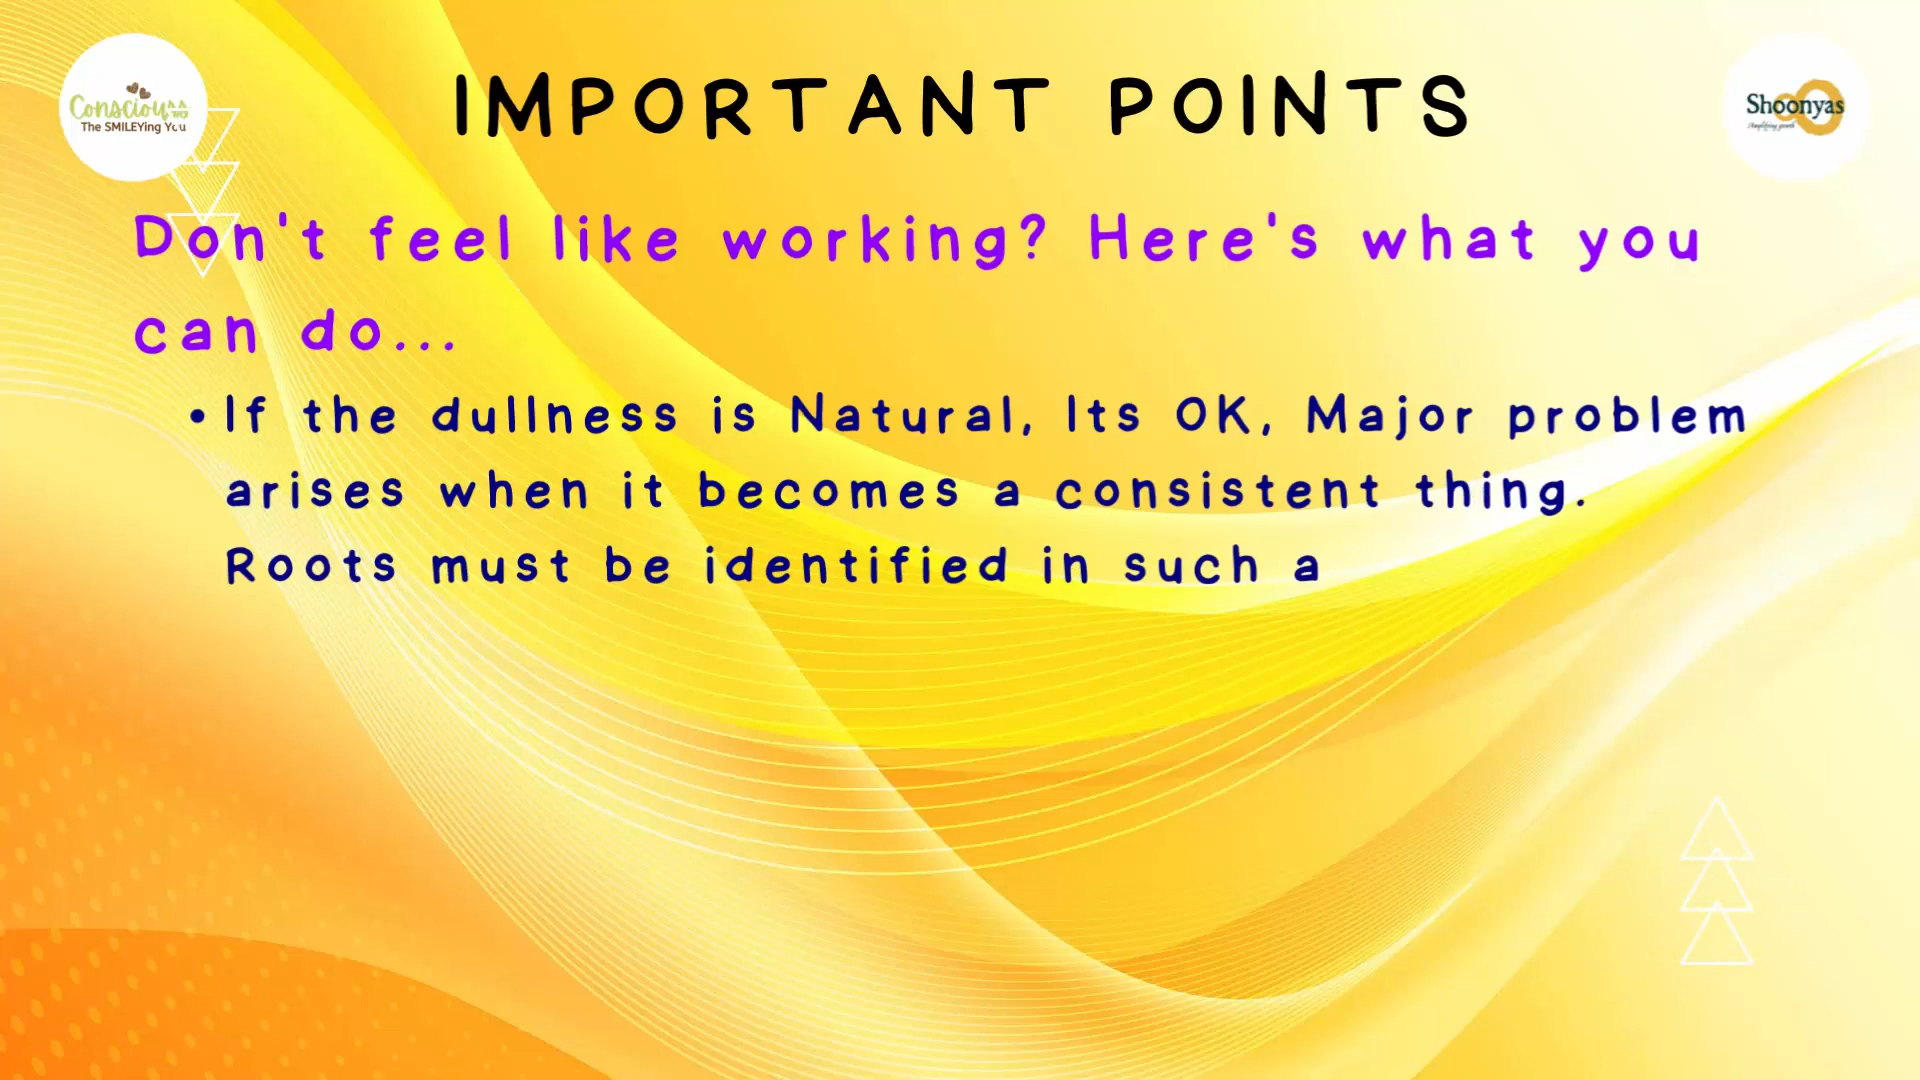 Consciouss
The SMILEYing You
Shoonyas
IMPORTANT POINTS
Don't feel like working? Here's what you
can do...
•If the dullness is Natural, Its OK, Major problem
arises when it becomes a consistent thing.
Roots must be identified in such a